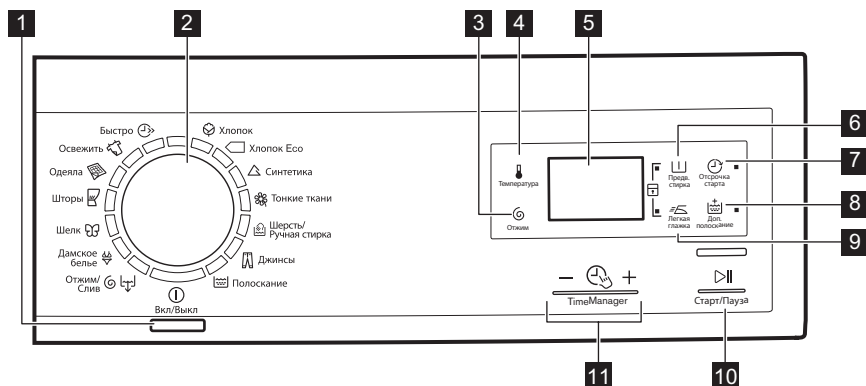 1
2
3
4
5
6
7
8
9
10
11
Быстро
Освежить
Одеяла
Шторы
Шелк
Дамское
белье
Отжим/
Слив
Вкл/Выкл
Хлопок
Хлопок Eco
Синтетика
Тонкие ткани
Шерсть/
Ручная стирка
Джинсы
Полоскание
Температура
Отжим
Предв.
стирка
Отсрочка
старта
Легкая
глажка
Доп.
полоскание
TimeManager
Старт/Пауза